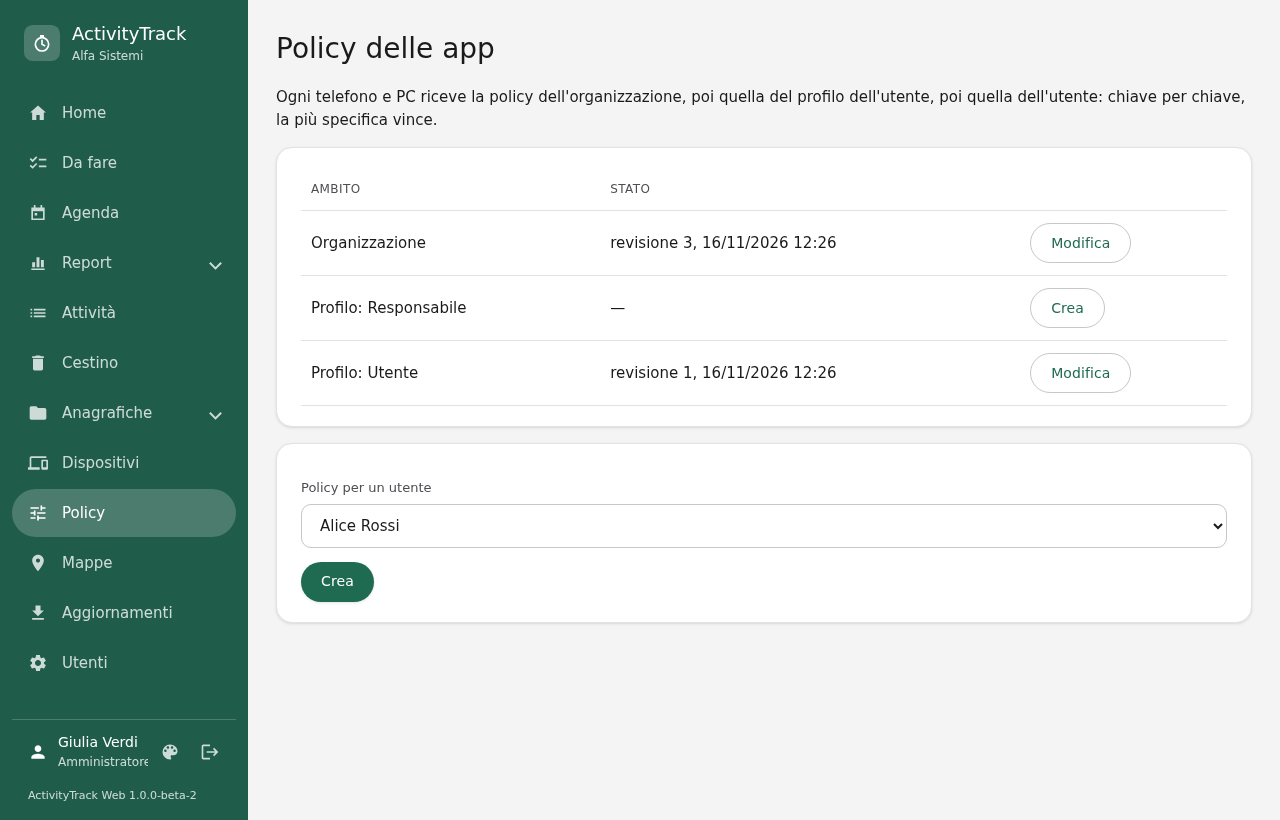 ActivityTrack
Alfa Sistemi
Home
Da fare
Agenda
Report
Attività
Cestino
Anagrafiche
Dispositivi
Policy
Mappe
Aggiornamenti
Utenti
Giulia Verdi
Amministratore
ActivityTrack Web 1.0.0-beta-2
Policy delle app
Ogni telefono e PC riceve la policy dell'organizzazione, poi quella del profilo dell'utente, poi quella dell'utente: chiave per chiave,
la più specifica vince.
AMBITO STATO
Organizzazione revisione 3, 16/11/2026 12:26 Modifica
Profilo: Responsabile — Crea
Profilo: Utente revisione 1, 16/11/2026 12:26 Modifica
Policy per un utente
Alice Rossi
Crea